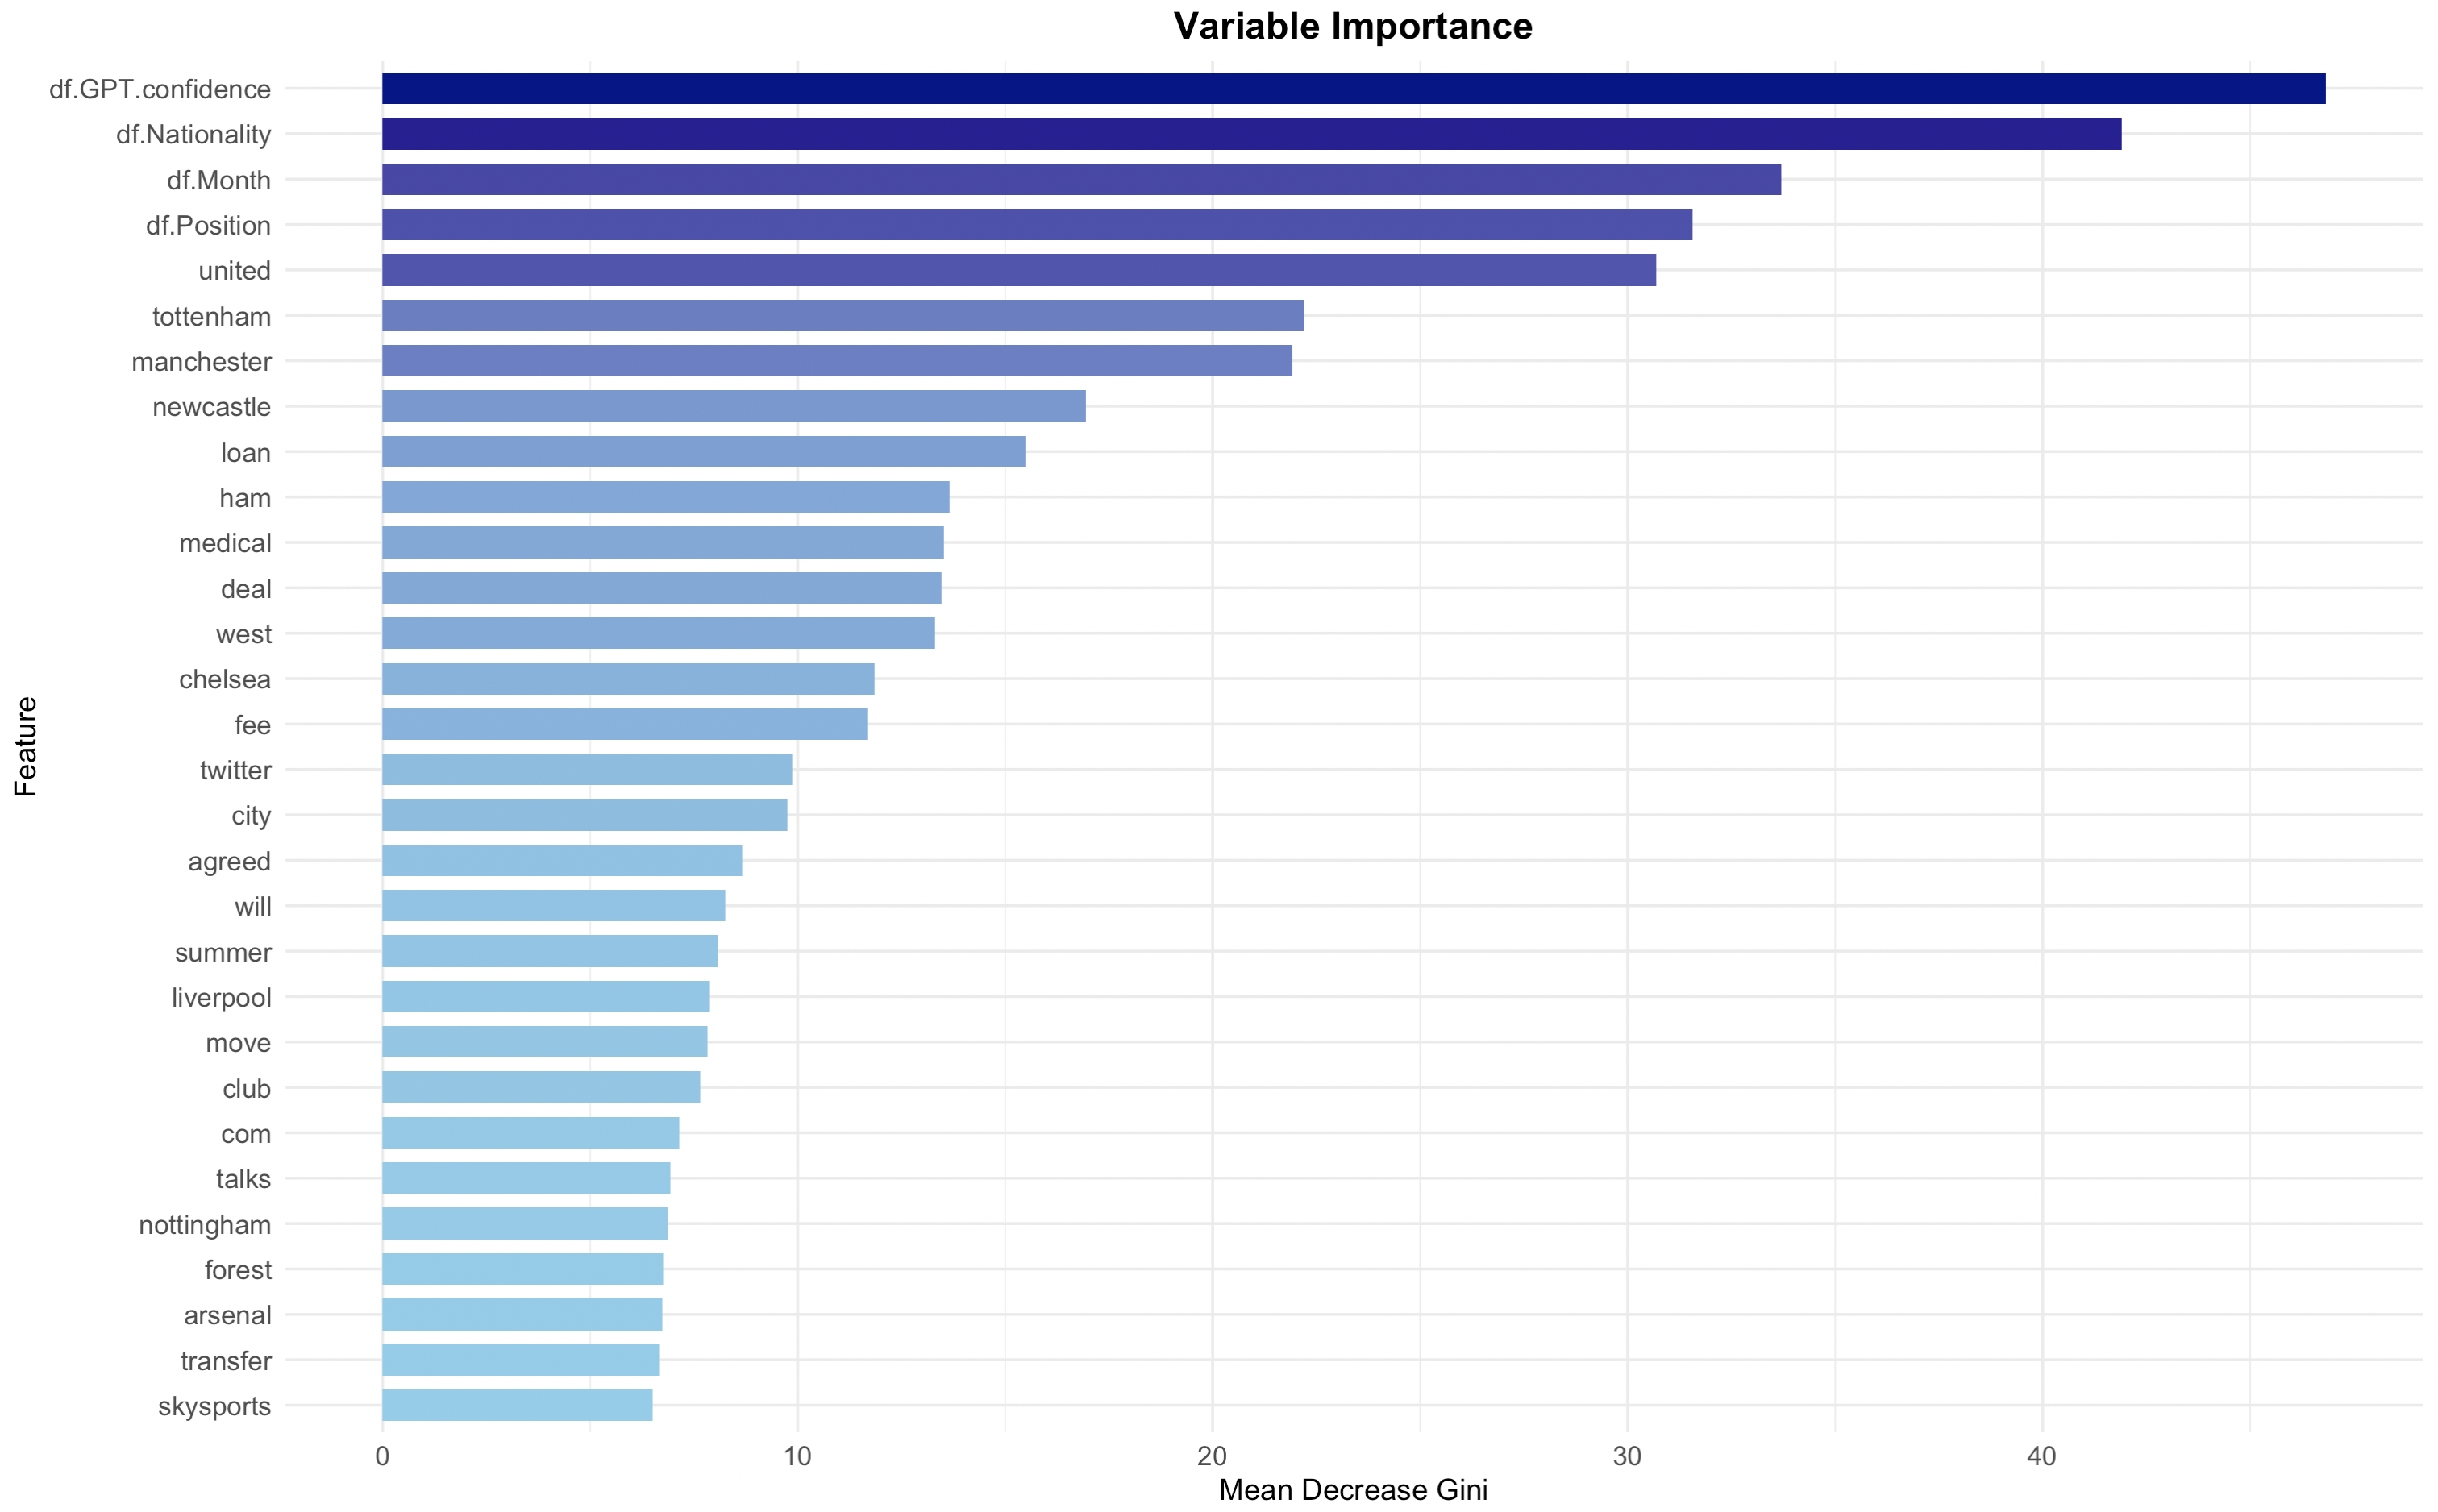 Variable Importance
df.GPT.confidence
df.Nationality
df.Month
df.Position
united
tottenham
manchester
newcastle
loan
ham
medical
deal
west
chelsea
fee
twitter
city
agreed
will
summer
liverpool
move
club
com
talks
nottingham
forest
arsenal
transfer
skysports
Feature
0 10 20 30 40
Mean Decrease Gini